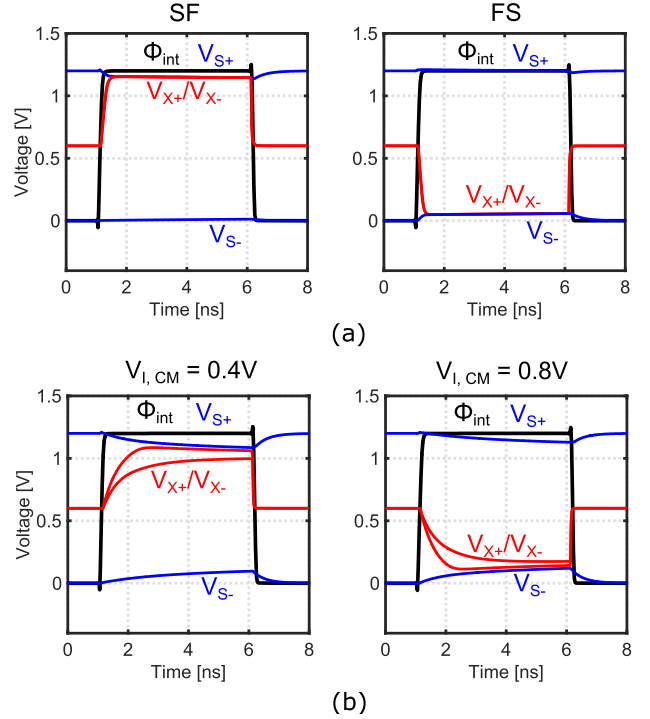 SF
FS
1.5
1
0.5
0
Voltage [V]
Φint
VS+
VX+/VX-
VS-
0 2 4 6 8
Time [ns]
1.5
1
0.5
0
Φint
VS+
VX+/VX-
VS-
0 2 4 6 8
Time [ns]
(a)
VI, CM = 0.4V
VI, CM = 0.8V
1.5
1
0.5
0
Voltage [V]
Φint
VS+
VX+/VX-
VS-
0 2 4 6 8
Time [ns]
1.5
1
0.5
0
Φint
VS+
VX+/VX-
VS-
0 2 4 6 8
Time [ns]
(b)